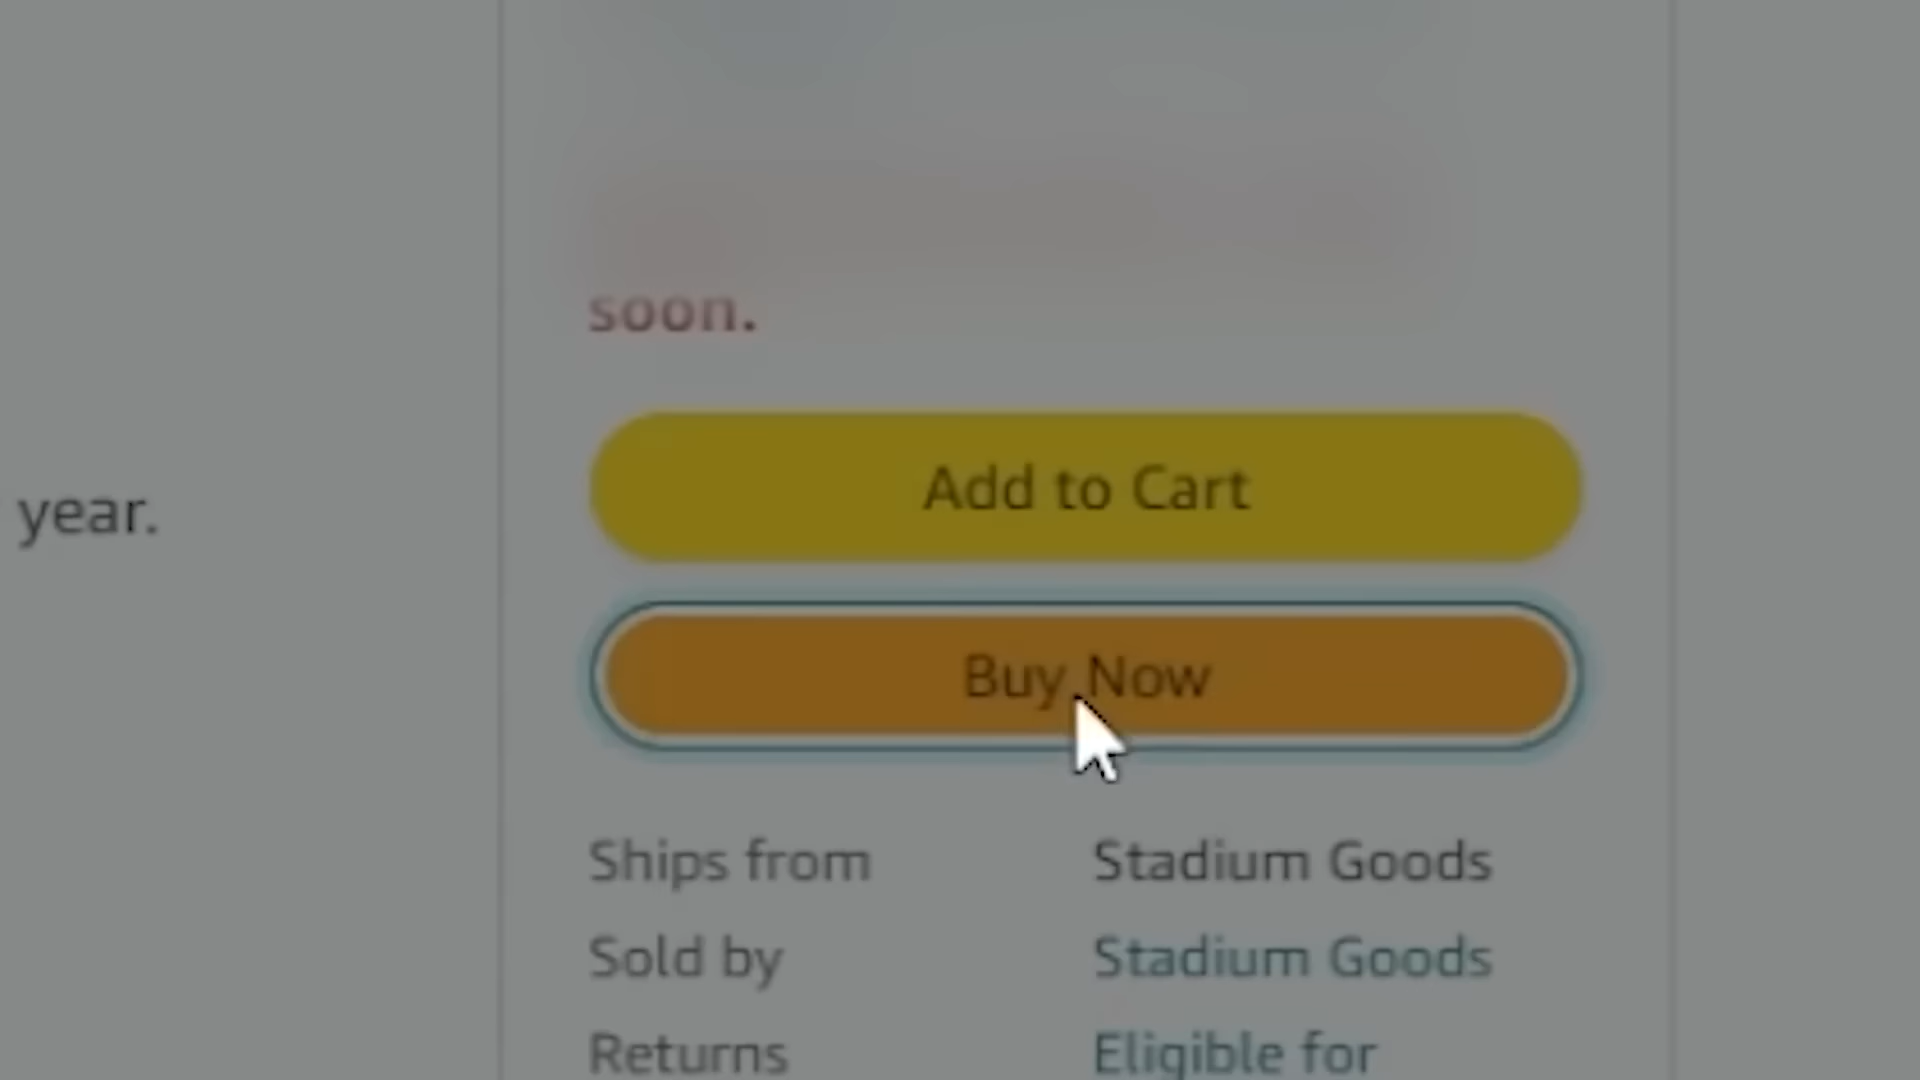 soon.
year.
Add to Cart
Buy Now
Ships from Stadium Goods
Sold by Stadium Goods
Returns Eligible for